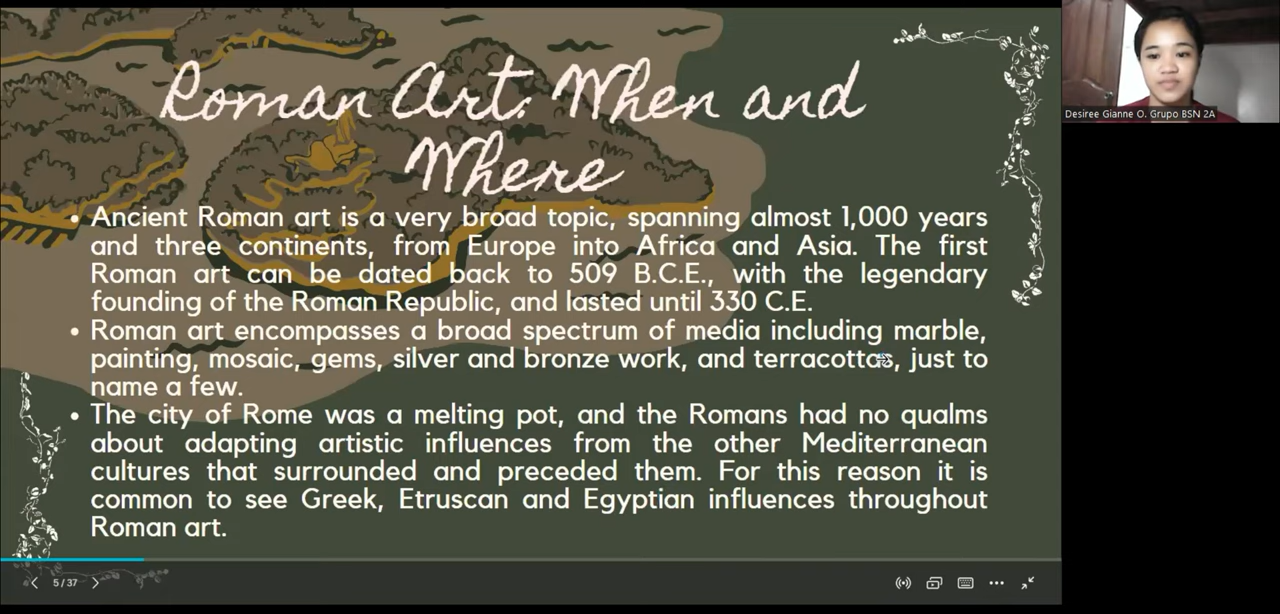 Roman Art: When and
Where
• Ancient Roman art is a very broad topic, spanning almost 1,000 years
and three continents, from Europe into Africa and Asia. The first
Roman art can be dated back to 509 B.C.E., with the legendary
founding of the Roman Republic, and lasted until 330 C.E.
• Roman art encompasses a broad spectrum of media including marble,
painting, mosaic, gems, silver and bronze work, and terracottas, just to
name a few.
• The city of Rome was a melting pot, and the Romans had no qualms
about adapting artistic influences from the other Mediterranean
cultures that surrounded and preceded them. For this reason it is
common to see Greek, Etruscan and Egyptian influences throughout
Roman art.
5 / 37
Desiree Gianne O. Grupo BSN 2A